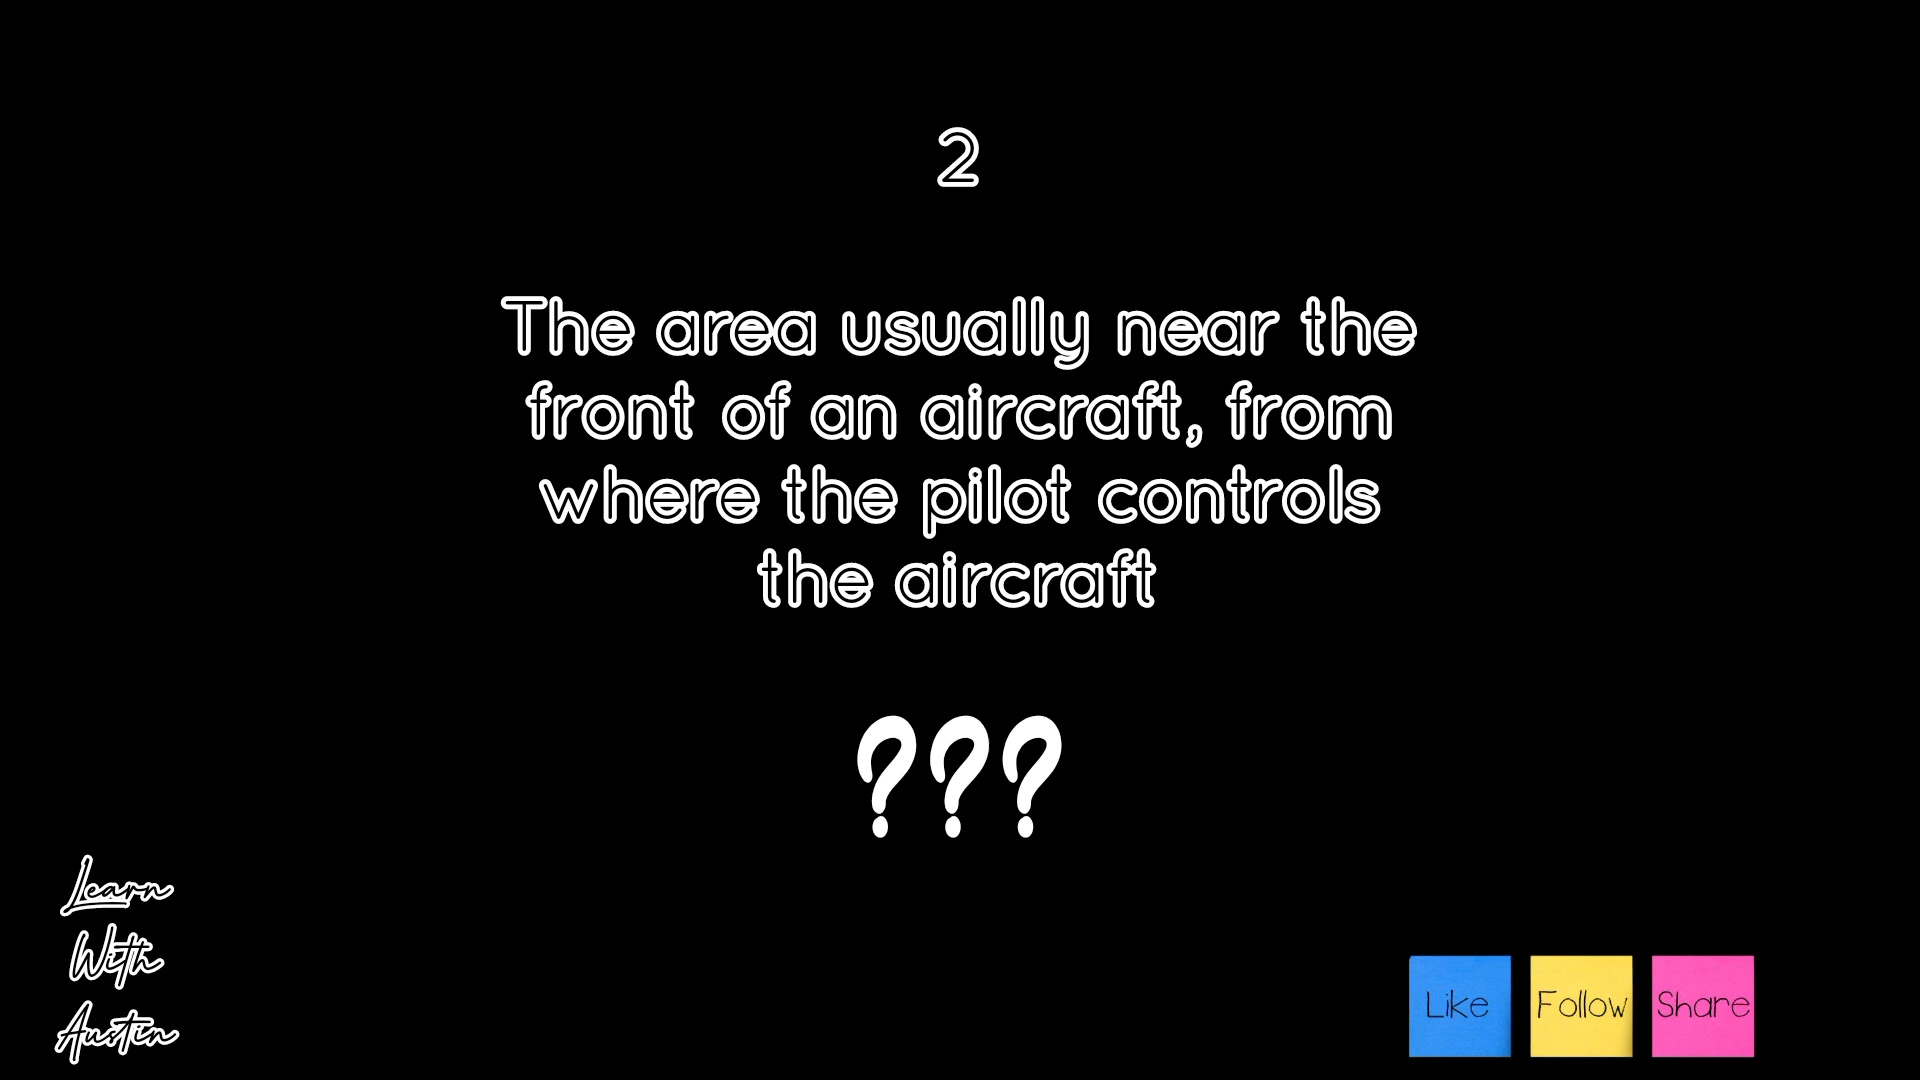 2
The area usually near the
front of an aircraft, from
where the pilot controls
the aircraft
???
Learn
With
Austin
Like
Follow
Share